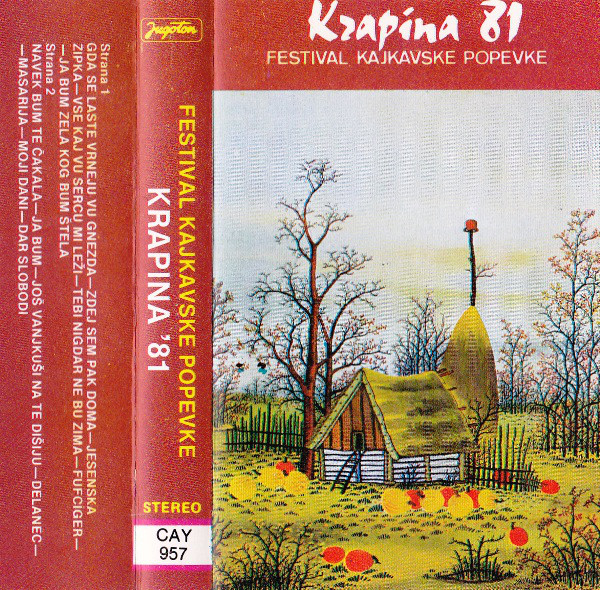 Strana 1
GDA SE LASTE VRNEJU VU GNEZDA—ZDEJ SEM PAK DOMA—JESENSKA
ZIPKA—VSE KAJ VU SERCU MI LEŽI—TEBI NIGDAR NE BU ZIMA—FUFOIGER—
—JA BUM ZELA KOG BUM ŠTELA
Strana 2
NAVEK BUM TE ČAKALA—JA BUM—JOŠ VANJKUŠI NA TE DIŠIJU—DELANEC—
—MASARIJA—MOJI DANI—DAR SLOBODI
Jugoton
FESTIVAL KAJKAVSKE POPEVKE
KRAPINA '81
STEREO
CAY
957
Krapina 81
FESTIVAL KAJKAVSKE POPEVKE